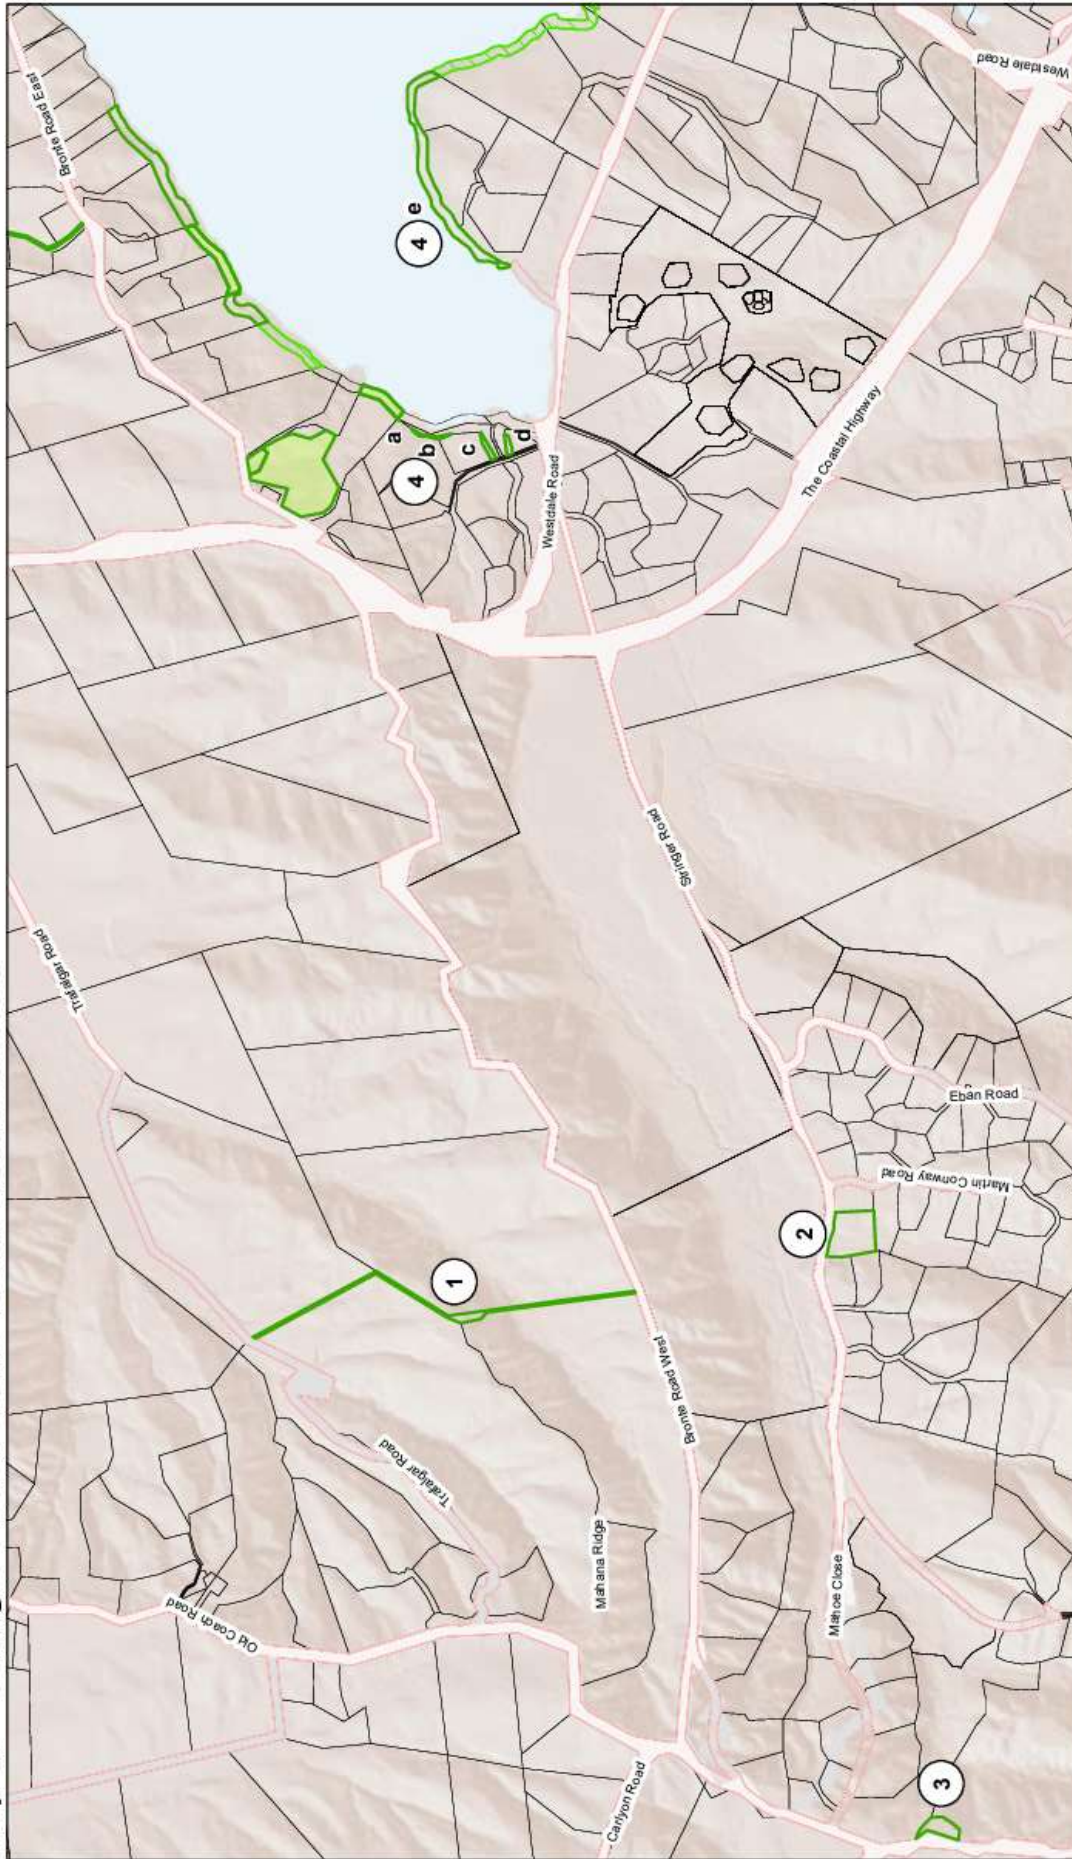 Bronte Road East
Westdale Road
4
e
a
b
4
c
d
Westdale Road
The Coastal Highway
Trafalgar Road
Stringer Road
Eban Road
Martin Conway Road
2
1
Bronte Road West
Trafalgar Road
Mahana Ridge
Old Coach Road
Mahoe Close
Carlyon Road
3